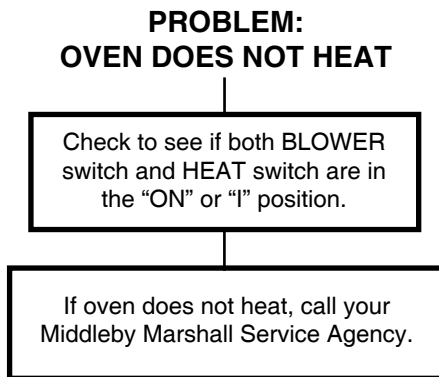 PROBLEM:
OVEN DOES NOT HEAT
Check to see if both BLOWER
switch and HEAT switch are in
the “ON” or “I” position.
If oven does not heat, call your
Middleby Marshall Service Agency.